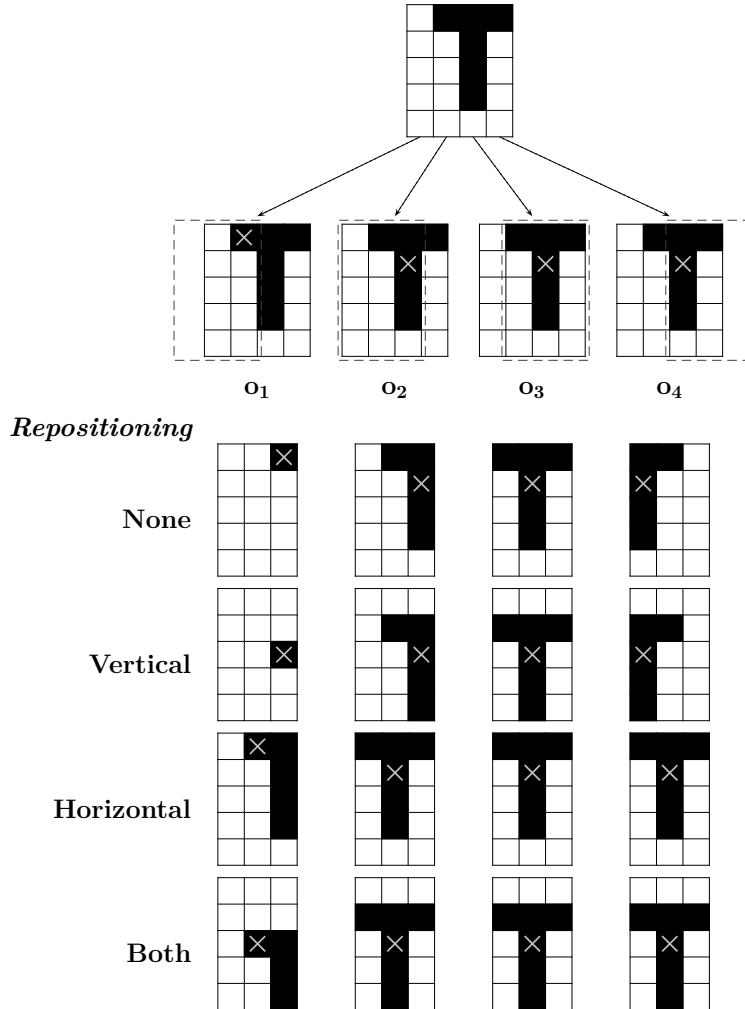 o₁ o₂ o₃ o₄
Repositioning
None
Vertical
Horizontal
Both